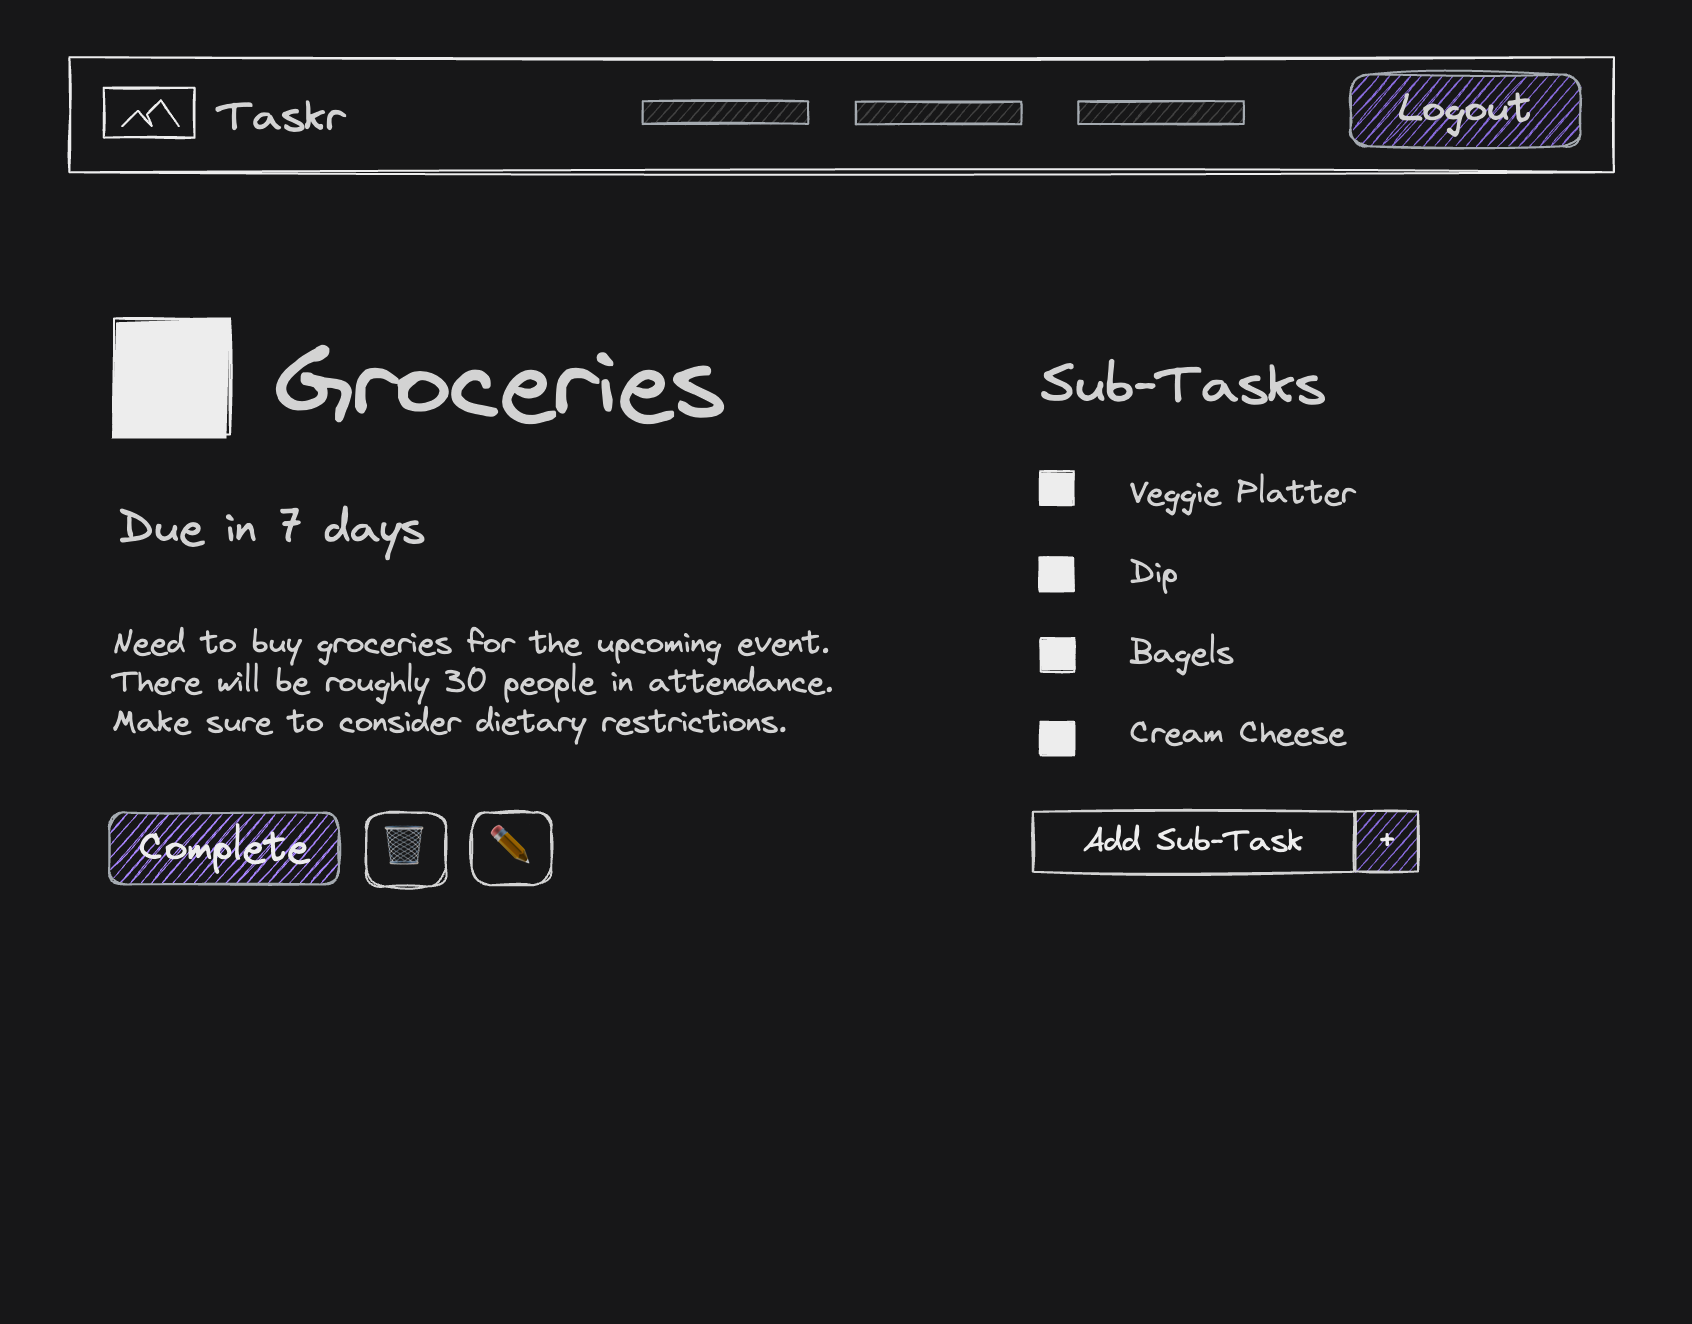 Taskr
Logout
Groceries
Due in 7 days
Need to buy groceries for the upcoming event.
There will be roughly 30 people in attendance.
Make sure to consider dietary restrictions.
Complete
Sub-Tasks
Veggie Platter
Dip
Bagels
Cream Cheese
Add Sub-Task +